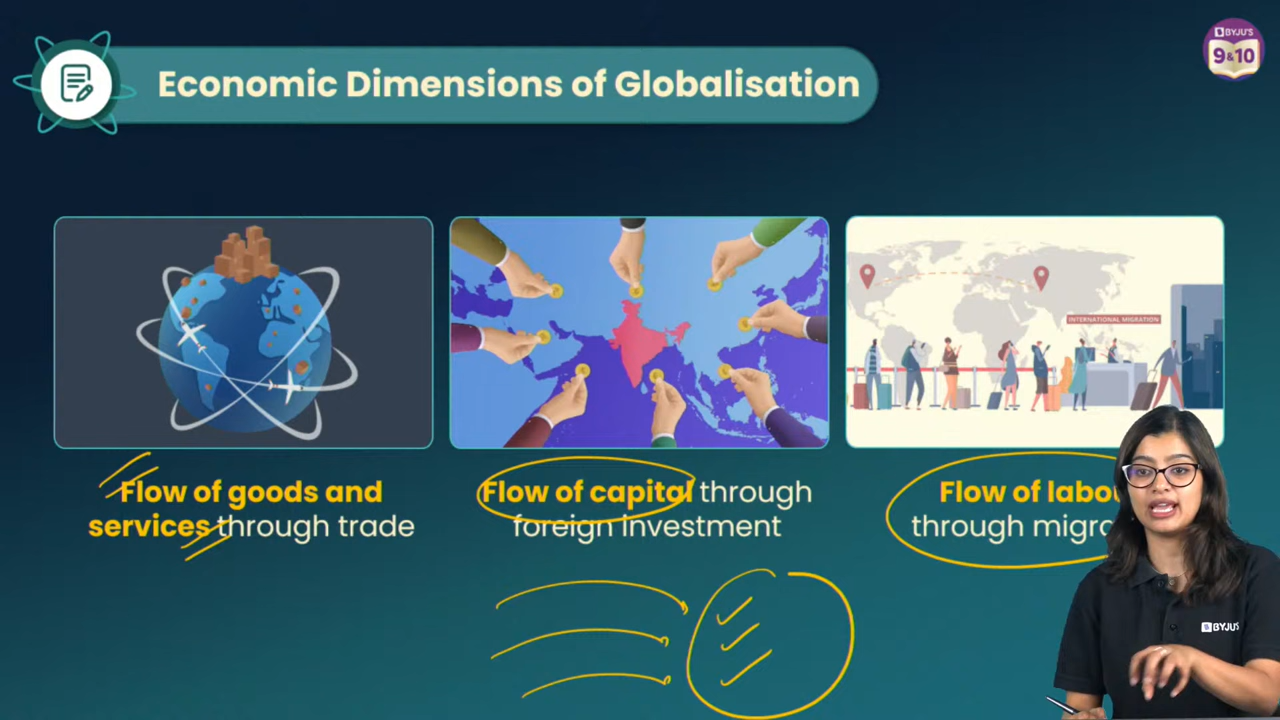 Economic Dimensions of Globalisation
BYJU'S
9&10
INTERNATIONAL MIGRATION
Flow of goods and
services through trade
Flow of capital through
foreign investment
Flow of
through
BYJU'S